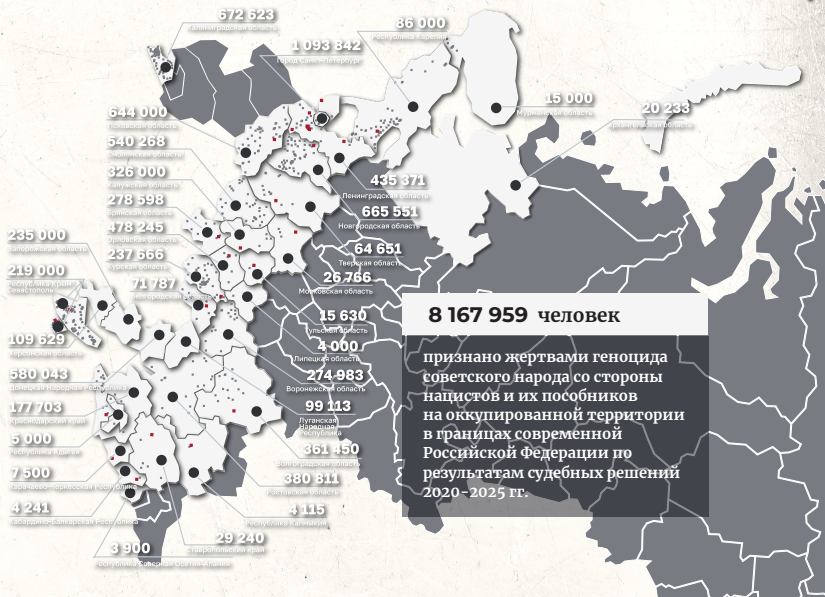 672 623
Калининградская область
86 000
Республика Карелия
1 093 842
Город Санкт-Петербург
15 000
Мурманская область
20 233
Архангельская область
644 000
Псковская область
540 268
Смоленская область
326 000
Калужская область
278 598
Брянская область
478 245
Орловская область
237 666
Курская область
71 787
Белгородская область
235 000
Запорожская область
219 000
Республика Крым
Севастополь
109 629
Херсонская область
580 043
Донецкая Народная Республика
177 703
Краснодарский край
5 000
Республика Адыгея
7 500
Карачаево-Черкесская Республика
4 241
Кабардино-Балкарская Республика
3 900
Республика Северная Осетия-Алания
29 240
Ставропольский край
4 115
Республика Калмыкия
380 811
Ростовская область
361 450
Волгоградская область
99 113
Луганская
Народная
Республика
274 983
Воронежская область
4 000
Липецкая область
15 630
Тульская область
26 766
Московская область
64 651
Тверская область
665 551
Новгородская область
435 371
Ленинградская область
8 167 959 человек
признано жертвами геноцида
советского народа со стороны
нацистов и их пособников
на оккупированной территории
в границах современной
Российской Федерации по
результатам судебных решений
2020-2025 гг.